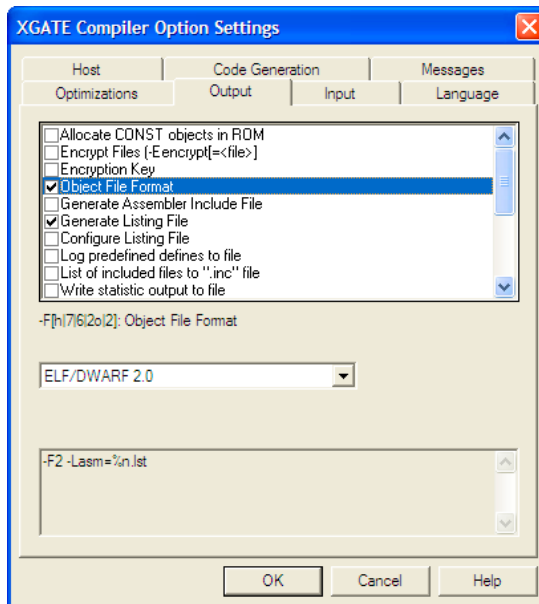 XGATE Compiler Option Settings
Host Code Generation Messages
Optimizations Output Input Language
Allocate CONST objects in ROM
Encrypt Files (-Eencrypt[=<file>]
Encryption Key
Object File Format
Generate Assembler Include File
Generate Listing File
Configure Listing File
Log predefined defines to file
List of included files to ".inc" file
Write statistic output to file
-F[h|7|6|2o|2]: Object File Format
ELF/DWARF 2.0
-F2 -Lasm=%n.lst
OK Cancel Help